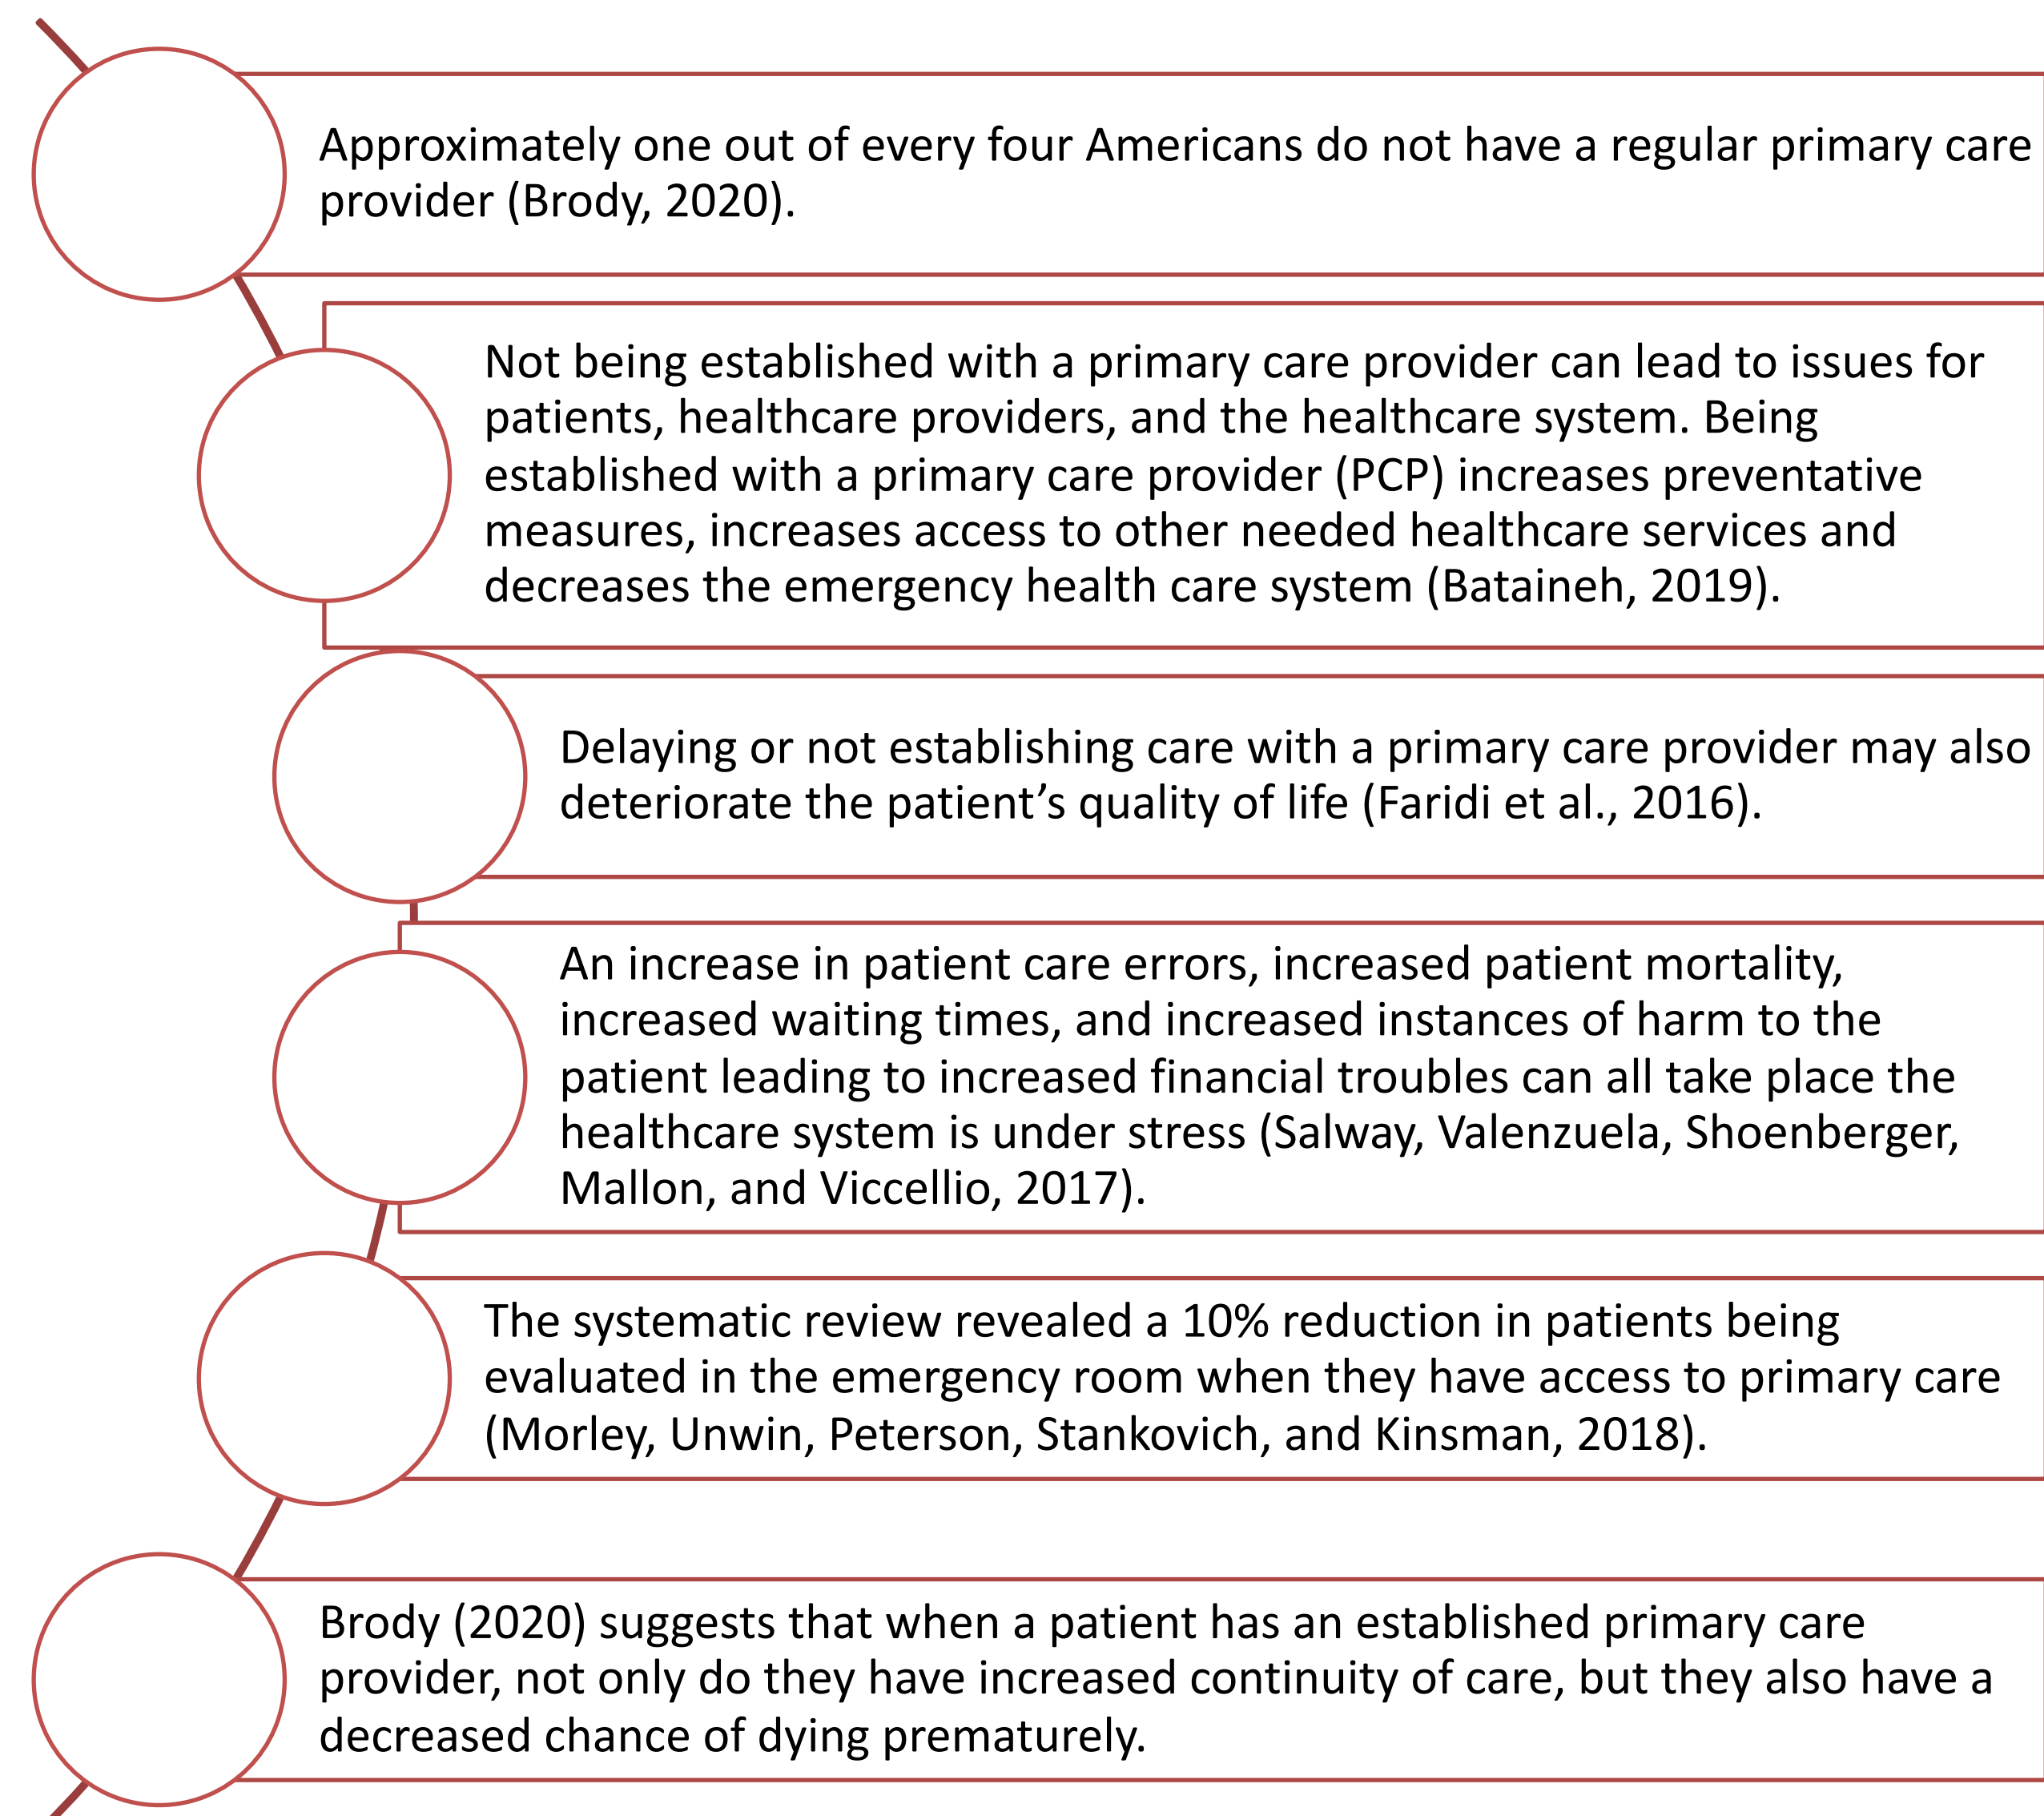 Approximately one out of every four Americans do not have a regular primary care
provider (Brody, 2020).
Not being established with a primary care provider can lead to issues for
patients, healthcare providers, and the healthcare system. Being
established with a primary care provider (PCP) increases preventative
measures, increases access to other needed healthcare services and
decreases the emergency health care system (Bataineh, 2019).
Delaying or not establishing care with a primary care provider may also
deteriorate the patient’s quality of life (Faridi et al., 2016).
An increase in patient care errors, increased patient mortality,
increased waiting times, and increased instances of harm to the
patient leading to increased financial troubles can all take place the
healthcare system is under stress (Salway, Valenzuela, Shoenberger,
Mallon, and Viccellio, 2017).
The systematic review revealed a 10% reduction in patients being
evaluated in the emergency room when they have access to primary care
(Morley, Unwin, Peterson, Stankovich, and Kinsman, 2018).
Brody (2020) suggests that when a patient has an established primary care
provider, not only do they have increased continuity of care, but they also have a
decreased chance of dying prematurely.